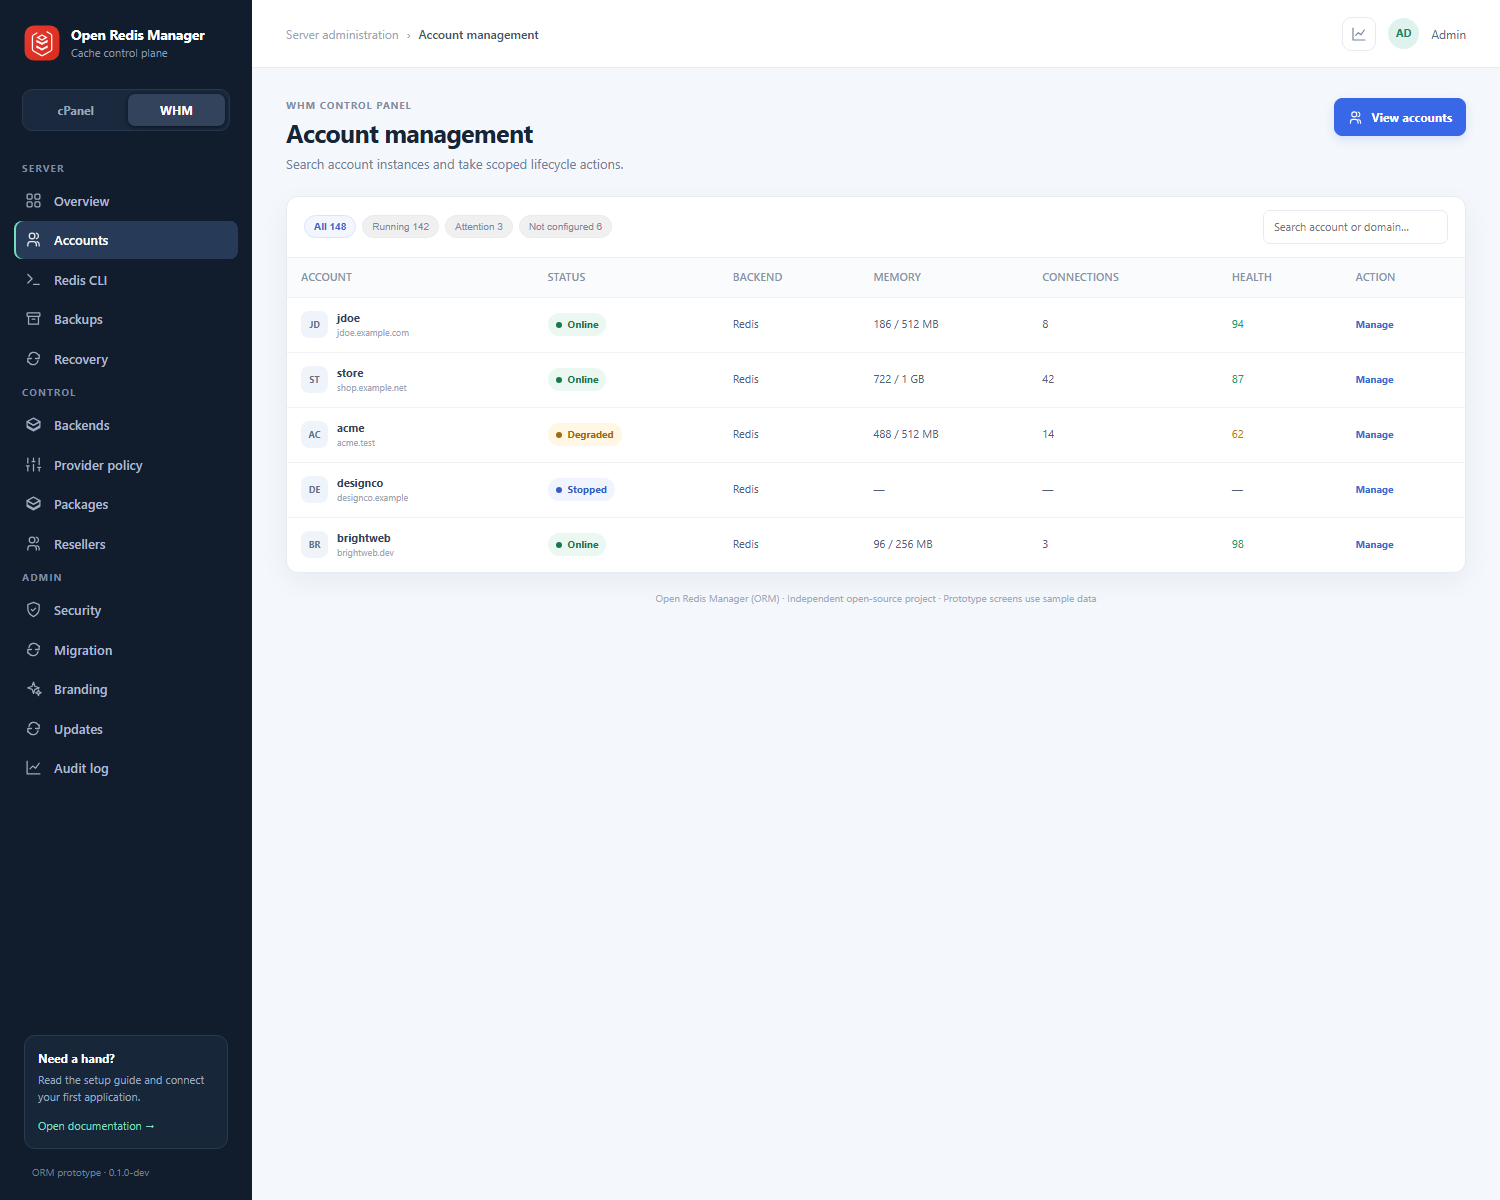 Open Redis Manager
Cache control plane
cPanel WHM
SERVER
Overview
Accounts
Redis CLI
Backups
Recovery
CONTROL
Backends
Provider policy
Packages
Resellers
ADMIN
Security
Migration
Branding
Updates
Audit log
Need a hand?
Read the setup guide and connect
your first application.
Open documentation →
ORM prototype · 0.1.0-dev
Server administration › Account management
AD Admin
WHM CONTROL PANEL
Account management
Search account instances and take scoped lifecycle actions.
View accounts
All 148 Running 142 Attention 3 Not configured 6
Search account or domain...
ACCOUNT STATUS BACKEND MEMORY CONNECTIONS HEALTH ACTION
JD jdoe Online Redis 186 / 512 MB 8 94 Manage
jdoe.example.com
ST store Online Redis 722 / 1 GB 42 87 Manage
shop.example.net
AC acme Degraded Redis 488 / 512 MB 14 62 Manage
acme.test
DE designco Stopped Redis — — — Manage
designco.example
BR brightweb Online Redis 96 / 256 MB 3 98 Manage
brightweb.dev
Open Redis Manager (ORM) · Independent open-source project · Prototype screens use sample data